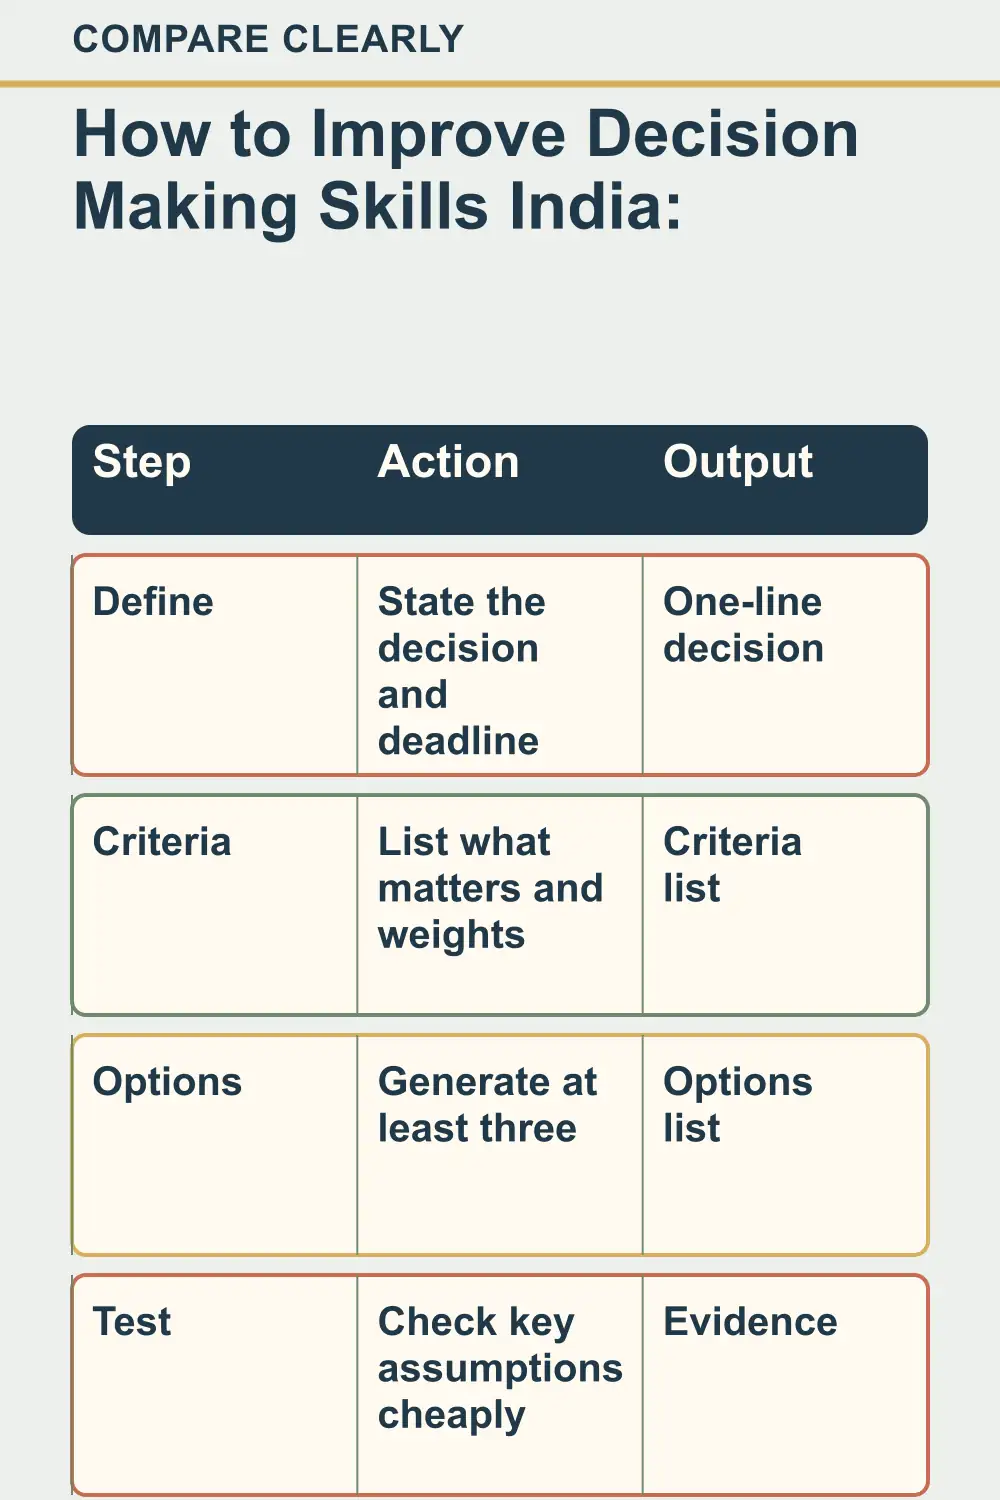 COMPARE CLEARLY
How to Improve Decision
Making Skills India:
Step Action Output
Define
State the
decision
and
deadline
One-line
decision
Criteria
List what
matters and
weights
Criteria
list
Options
Generate at
least three
Options
list
Test
Check key
assumptions
cheaply
Evidence